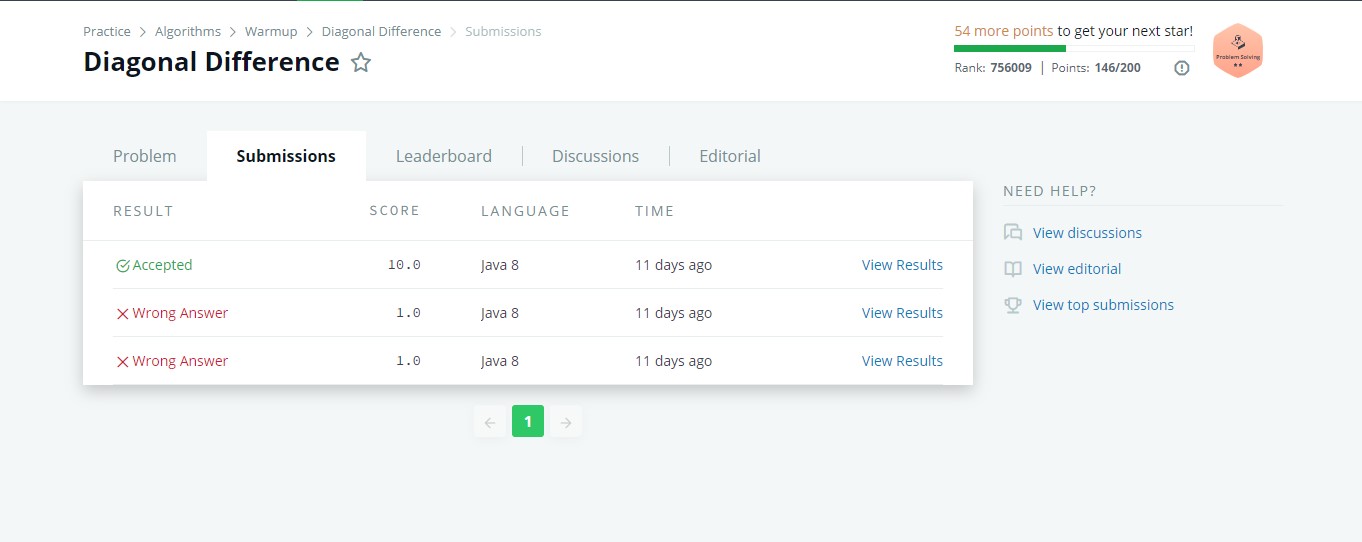 Practice Algorithms Warmup Diagonal Difference Submissions
Diagonal Difference
54 more points to get your next star!
Rank: 756009 | Points: 146/200
Problem Solving
Problem Submissions Leaderboard Discussions Editorial
RESULT SCORE LANGUAGE TIME
Accepted 10.0 Java 8 11 days ago View Results
Wrong Answer 1.0 Java 8 11 days ago View Results
Wrong Answer 1.0 Java 8 11 days ago View Results
1
NEED HELP?
View discussions
View editorial
View top submissions